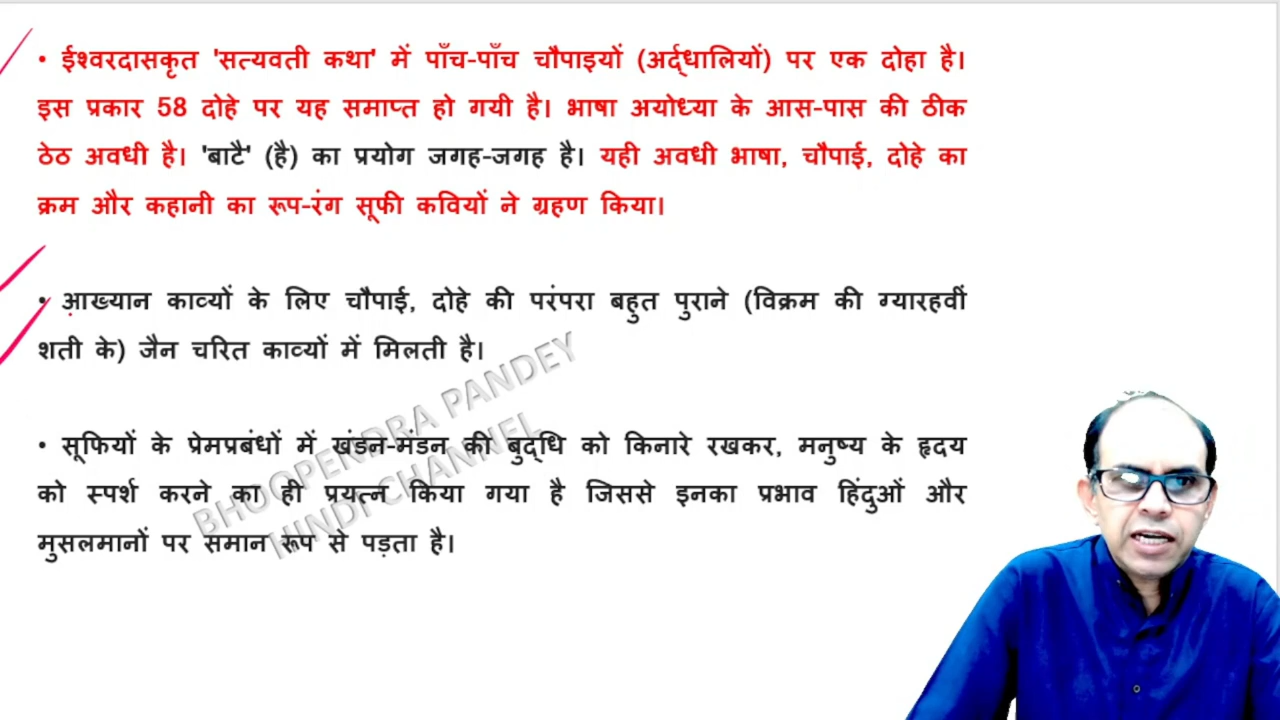 • ईश्वरदासकृत 'सत्यवती कथा' में पाँच-पाँच चौपाइयों (अर्द्धालियों) पर एक दोहा है।
इस प्रकार 58 दोहे पर यह समाप्त हो गयी है। भाषा अयोध्या के आस-पास की ठीक
ठेठ अवधी है। 'बाटै' (है) का प्रयोग जगह-जगह है। यही अवधी भाषा, चौपाई, दोहे का
क्रम और कहानी का रूप-रंग सूफी कवियों ने ग्रहण किया।
• आख्यान काव्यों के लिए चौपाई, दोहे की परंपरा बहुत पुराने (विक्रम की ग्यारहवीं
शती के) जैन चरित काव्यों में मिलती है।
• सूफियों के प्रेमप्रबंधों में खंडन-मंडन की बुद्धि को किनारे रखकर, मनुष्य के हृदय
को स्पर्श करने का ही प्रयत्न किया गया है जिससे इनका प्रभाव हिंदुओं और
मुसलमानों पर समान रूप से पड़ता है।
BHOOPENDRA PANDEY
HINDI CHANNEL